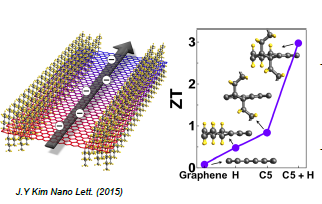 3
2
1
0
ZT
Graphene H C5 C5 + H
J.Y Kim Nano Lett. (2015)